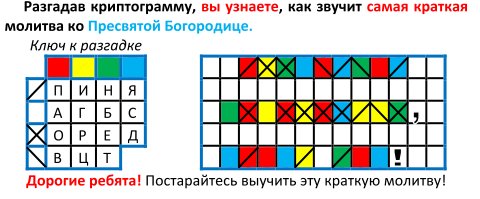 Разгадав криптограмму, вы узнаете, как звучит самая краткая
молитва ко Пресвятой Богородице.
Ключ к разгадке
П И Н Я
А Г Б С
О Р Е Д
В Ц Т
,
!
Дорогие ребята! Постарайтесь выучить эту краткую молитву!